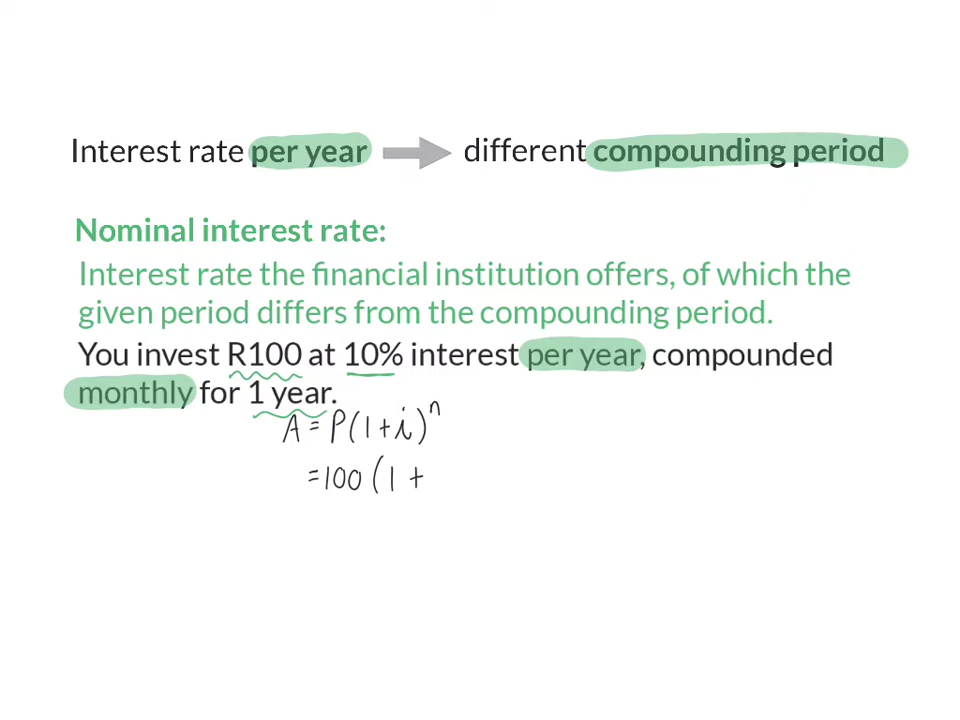 Interest rate per year different compounding period
Nominal interest rate:
Interest rate the financial institution offers, of which the
given period differs from the compounding period.
You invest R100 at 10% interest per year, compounded
monthly for 1 year.
A = P(1+i)^n
=100 (1 +